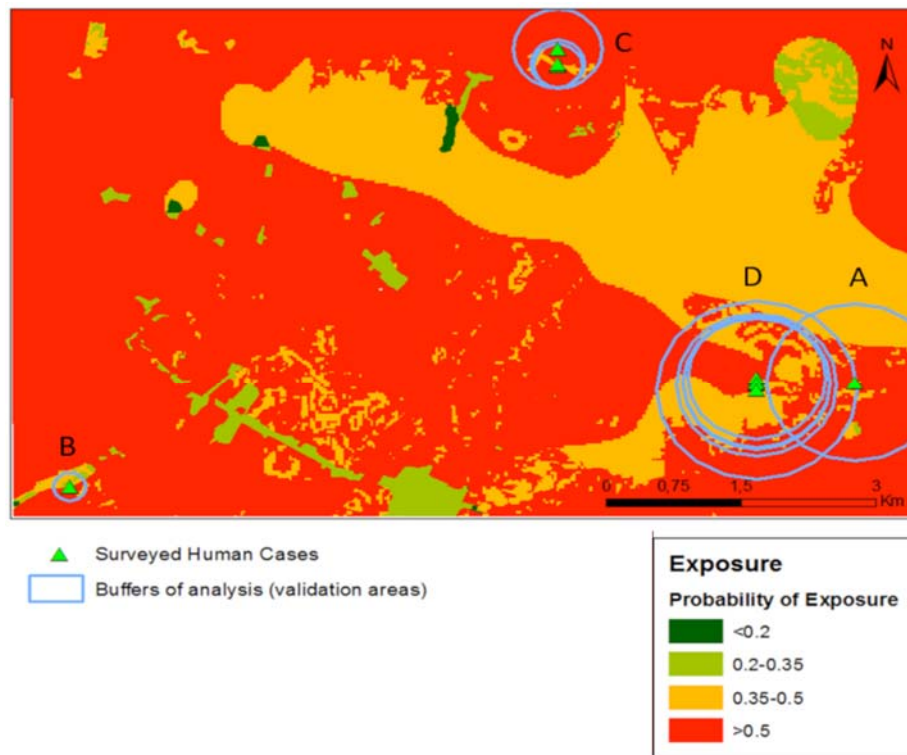 C
N
D
A
B
0
0,75
1,5
3
Km
Surveyed Human Cases
Buffers of analysis (validation areas)
Exposure
Probability of Exposure
<0.2
0.2-0.35
0.35-0.5
>0.5